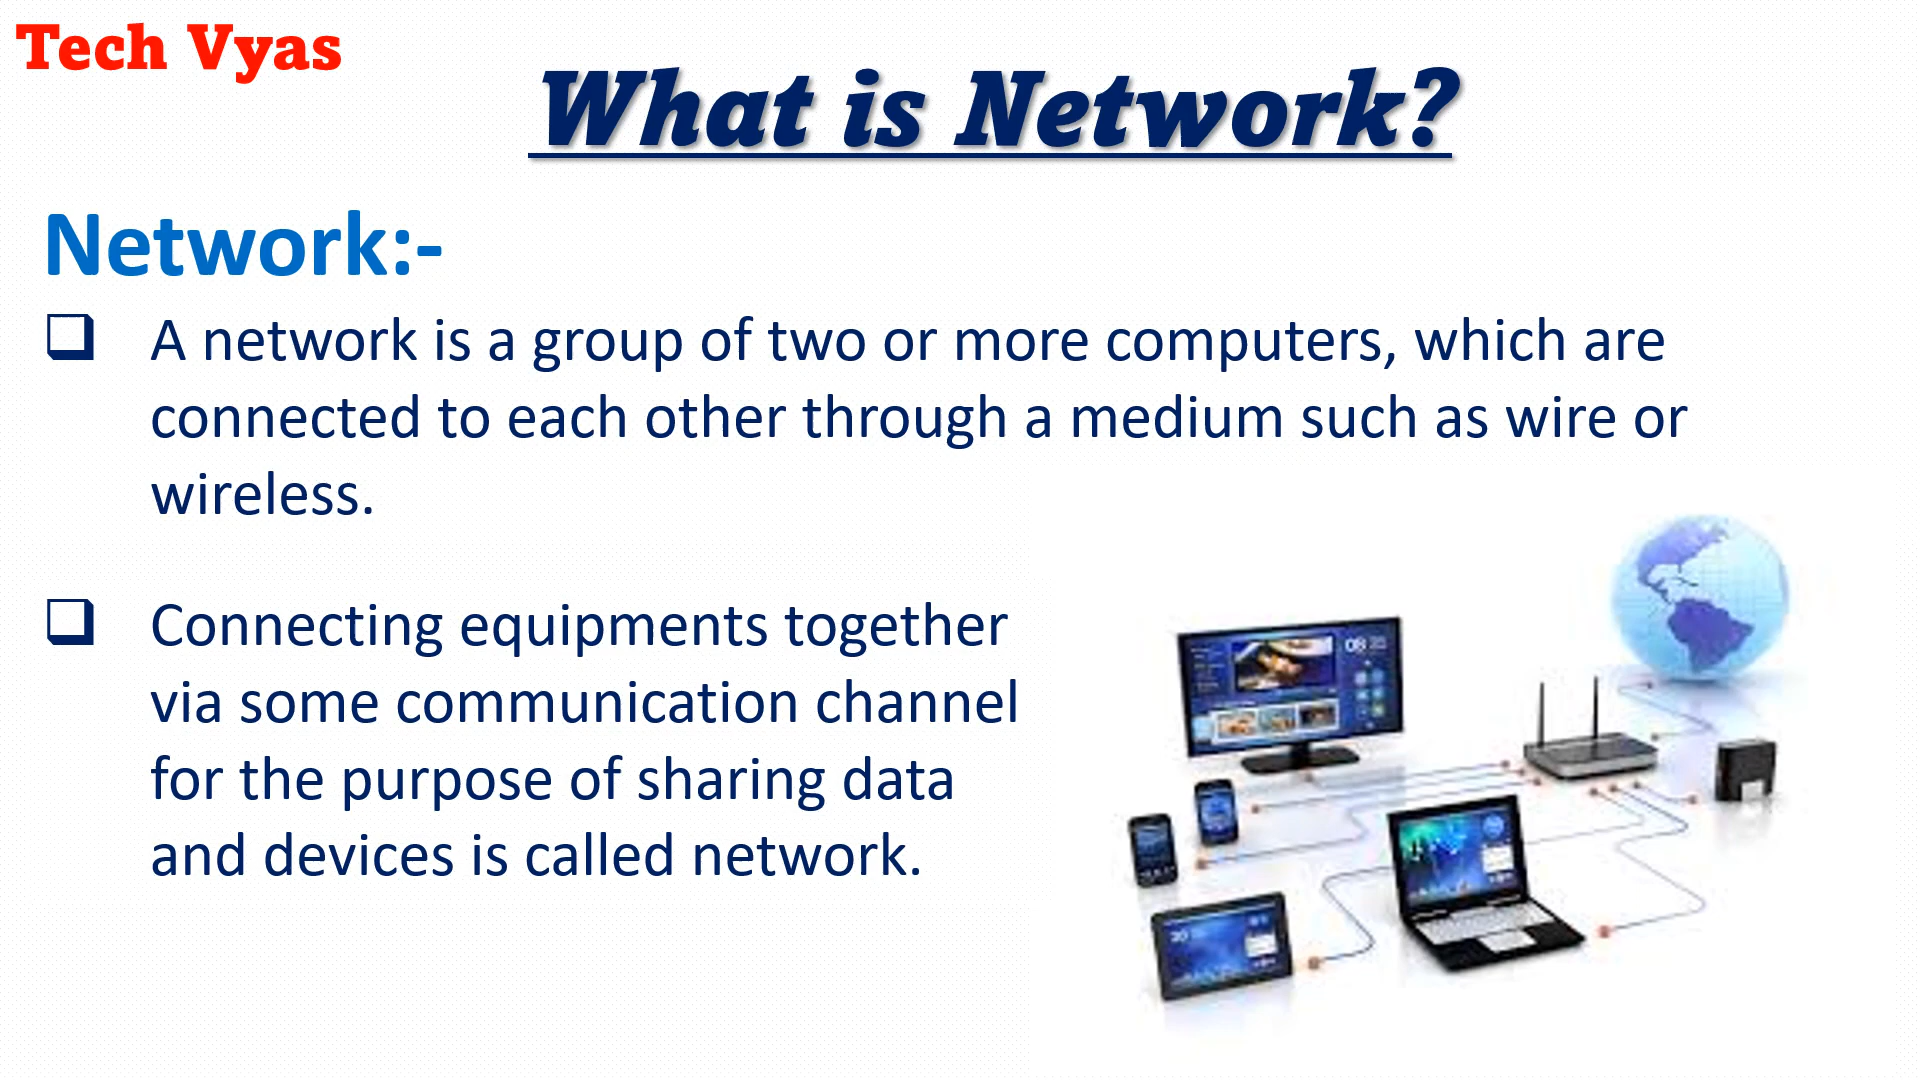 Tech Vyas
What is Network?
Network:-
❑ A network is a group of two or more computers, which are
connected to each other through a medium such as wire or
wireless.
❑ Connecting equipments together
via some communication channel
for the purpose of sharing data
and devices is called network.